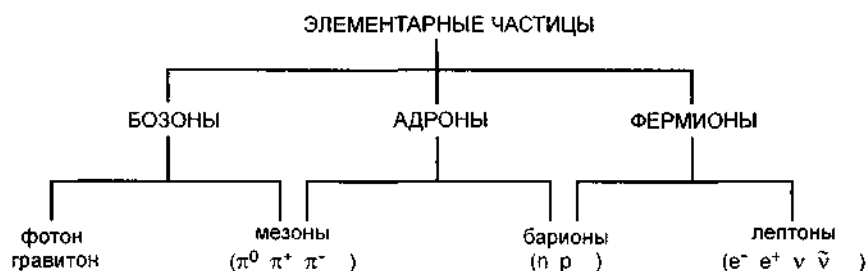 ЭЛЕМЕНТАРНЫЕ ЧАСТИЦЫ
БОЗОНЫ АДРОНЫ ФЕРМИОНЫ
фотон мезоны барионы лептоны
гравитон (π⁰ π⁺ π⁻ ) (n p ) (e⁻ e⁺ ν ν̃ )